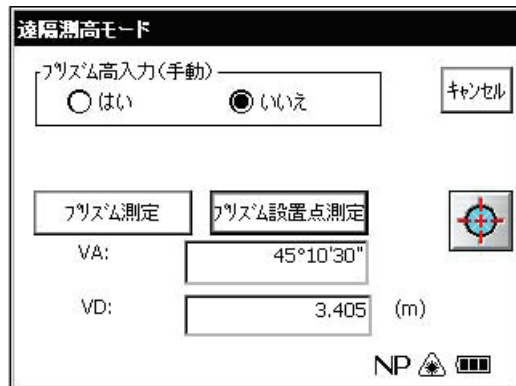 遠隔測高モード
プリズム高入力(手動)
はい
いいえ
キャンセル
プリズム測定
プリズム設置点測定
VA:
45°10'30"
VD:
3.405 (m)
NP